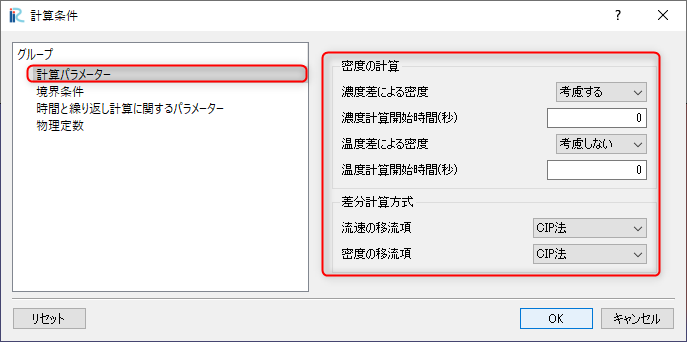 計算条件
グループ
計算パラメーター
境界条件
時間と繰り返し計算に関するパラメーター
物理定数
密度の計算
濃度差による密度 考慮する
濃度計算開始時間(秒) 0
温度差による密度 考慮しない
温度計算開始時間(秒) 0
差分計算方式
流速の移流項 CIP法
密度の移流項 CIP法
リセット OK キャンセル